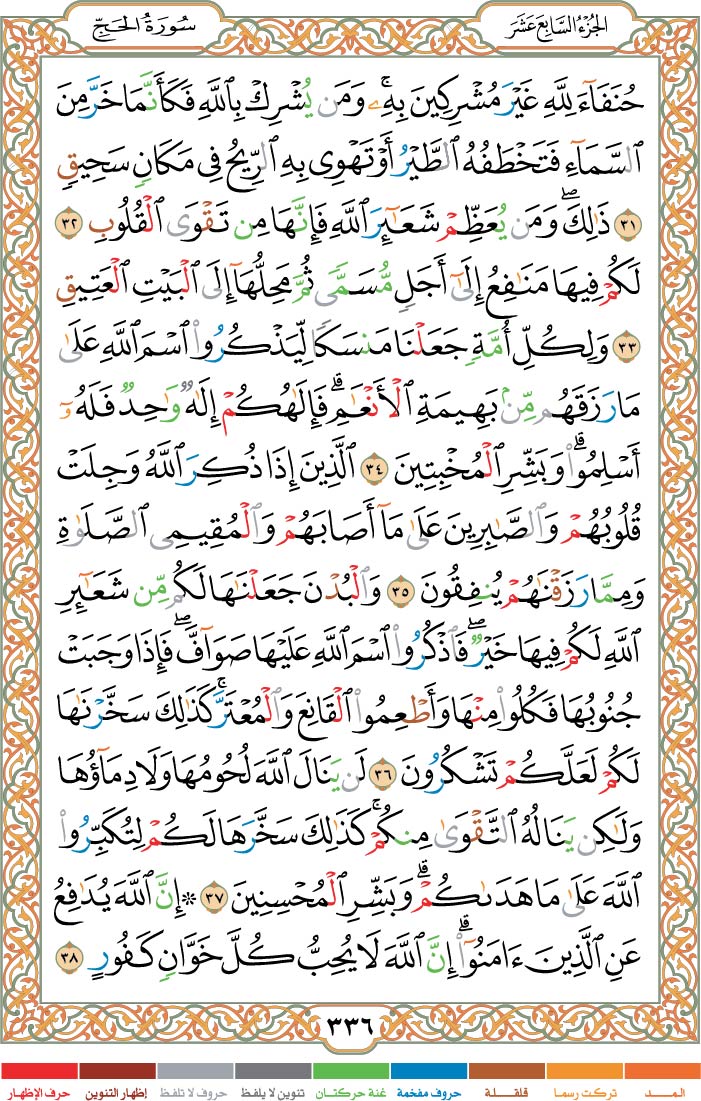 الجُزْءُ السَّابِعَ عَشَرَ
سُورَةُ الحَجِّ
حُنَفَآءَ لِلَّهِ غَيْرَ مُشْرِكِينَ بِهِۦۚ وَمَن يُشْرِكْ بِٱللَّهِ فَكَأَنَّمَا خَرَّ مِنَ
ٱلسَّمَآءِ فَتَخْطَفُهُ ٱلطَّيْرُ أَوْ تَهْوِى بِهِ ٱلرِّيحُ فِى مَكَانٍ سَحِيقٍ
٣١ ذَٰلِكَۖ وَمَن يُعَظِّمْ شَعَـٰٓئِرَ ٱللَّهِ فَإِنَّهَا مِن تَقْوَى ٱلْقُلُوبِ ٣٢
لَكُمْ فِيهَا مَنَـٰفِعُ إِلَىٰٓ أَجَلٍ مُّسَمًّى ثُمَّ مَحِلُّهَآ إِلَى ٱلْبَيْتِ ٱلْعَتِيقِ
٣٣ وَلِكُلِّ أُمَّةٍ جَعَلْنَا مَنسَكًا لِّيَذْكُرُوا۟ ٱسْمَ ٱللَّهِ عَلَىٰ
مَا رَزَقَهُم مِّنۢ بَهِيمَةِ ٱلْأَنْعَـٰمِۗ فَإِلَـٰهُكُمْ إِلَـٰهٌ وَٰحِدٌ فَلَهُۥٓ
أَسْلِمُوا۟ۗ وَبَشِّرِ ٱلْمُخْبِتِينَ ٣٤ ٱلَّذِينَ إِذَا ذُكِرَ ٱللَّهُ وَجِلَتْ
قُلُوبُهُمْ وَٱلصَّـٰبِرِينَ عَلَىٰ مَآ أَصَابَهُمْ وَٱلْمُقِيمِى ٱلصَّلَوٰةِ
وَمِمَّا رَزَقْنَـٰهُمْ يُنفِقُونَ ٣٥ وَٱلْبُدْنَ جَعَلْنَـٰهَا لَكُم مِّن شَعَـٰٓئِرِ
ٱللَّهِ لَكُمْ فِيهَا خَيْرٌۖ فَٱذْكُرُوا۟ ٱسْمَ ٱللَّهِ عَلَيْهَا صَوَآفَّۖ فَإِذَا وَجَبَتْ
جُنُوبُهَا فَكُلُوا۟ مِنْهَا وَأَطْعِمُوا۟ ٱلْقَانِعَ وَٱلْمُعْتَرَّۚ كَذَٰلِكَ سَخَّرْنَـٰهَا
لَكُمْ لَعَلَّكُمْ تَشْكُرُونَ ٣٦ لَن يَنَالَ ٱللَّهَ لُحُومُهَا وَلَا دِمَآؤُهَا
وَلَـٰكِن يَنَالُهُ ٱلتَّقْوَىٰ مِنكُمْۚ كَذَٰلِكَ سَخَّرَهَا لَكُمْ لِتُكَبِّرُوا۟
ٱللَّهَ عَلَىٰ مَا هَدَىٰكُمْۗ وَبَشِّرِ ٱلْمُحْسِنِينَ ٣٧ ۞ إِنَّ ٱللَّهَ يُدَٰفِعُ
عَنِ ٱلَّذِينَ ءَامَنُوٓا۟ۗ إِنَّ ٱللَّهَ لَا يُحِبُّ كُلَّ خَوَّانٍ كَفُورٍ ٣٨
٣٣٦
المـــد تركت رسما قلقـلة حروف مفخمة غنة حركتان تنوين لا يلفظ حروف لا تلفظ إظهار التنوين حرف الإظهار